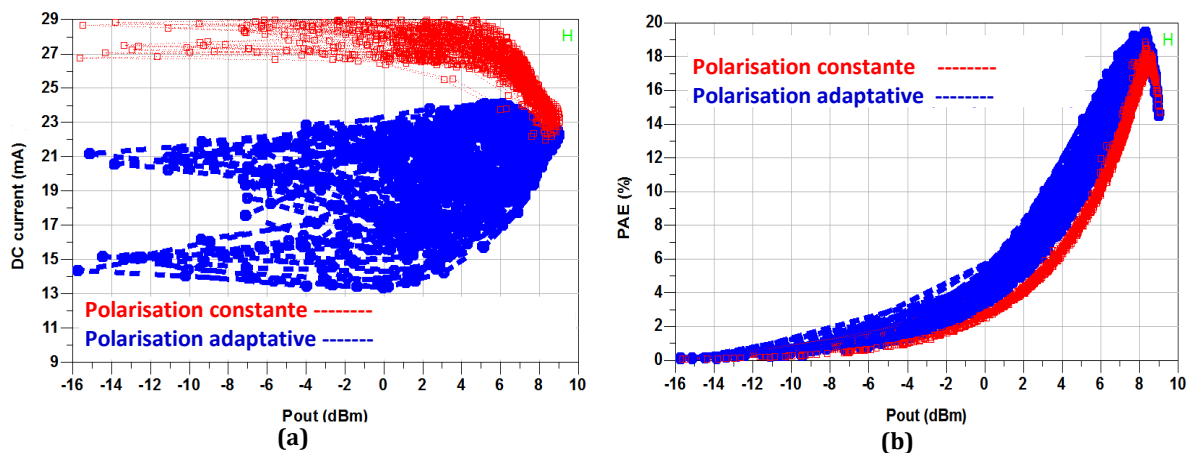 29
27
25
23
21
19
17
15
13
11
9
DC current (mA)
H
Polarisation constante --------
Polarisation adaptative -------
-16 -14 -12 -10 -8 -6 -4 -2 0 2 4 6 8 10
Pout (dBm)
(a)
20
18
16
14
12
10
8
6
4
2
0
PAE (%)
H
Polarisation constante --------
Polarisation adaptative -------
-16 -14 -12 -10 -8 -6 -4 -2 0 2 4 6 8 10
Pout (dBm)
(b)